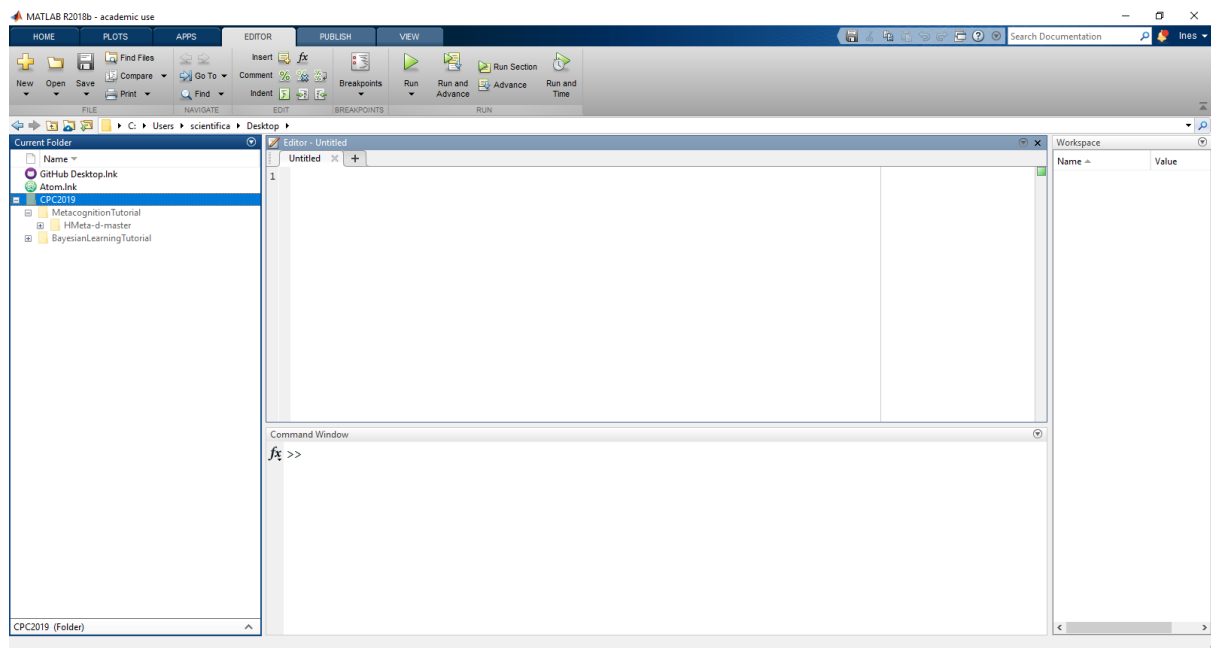 MATLAB R2018b - academic use
HOME PLOTS APPS EDITOR PUBLISH VIEW Search Documentation Ines
Find Files Insert fx
New Open Save Compare Go To Comment % Breakpoints Run Run and Advance Run Section Advance Run and Time
Print Find Indent
FILE NAVIGATE EDIT BREAKPOINTS RUN
C: Users scientifica Desktop
Current Folder
Name
GitHub Desktop.lnk
Atom.lnk
CPC2019
MetacognitionTutorial
HMeta-d-master
BayesianLearningTutorial
CPC2019 (Folder)
Editor - Untitled
Untitled
1
Command Window
fx >>
Workspace
Name Value